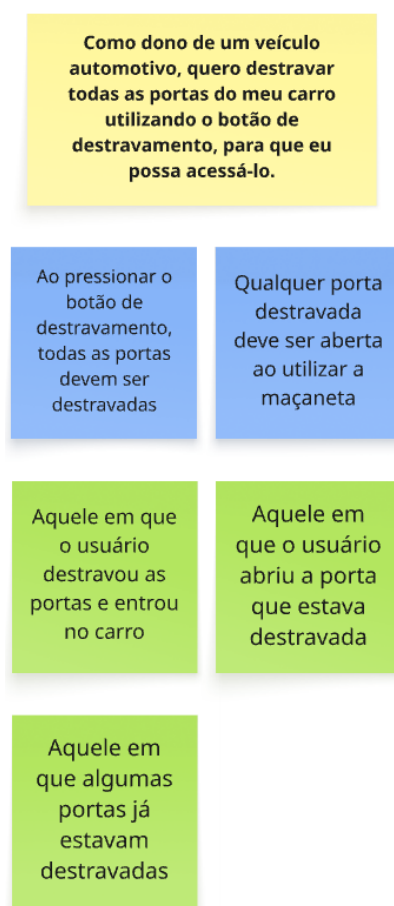 Como dono de um veículo
automotivo, quero destravar
todas as portas do meu carro
utilizando o botão de
destravamento, para que eu
possa acessá-lo.
Ao pressionar o
botão de
destravamento,
todas as portas
devem ser
destravadas
Qualquer porta
destravada
deve ser aberta
ao utilizar a
maçaneta
Aquele em que
o usuário
destravou as
portas e entrou
no carro
Aquele em
que o usuário
abriu a porta
que estava
destravada
Aquele em
que algumas
portas já
estavam
destravadas